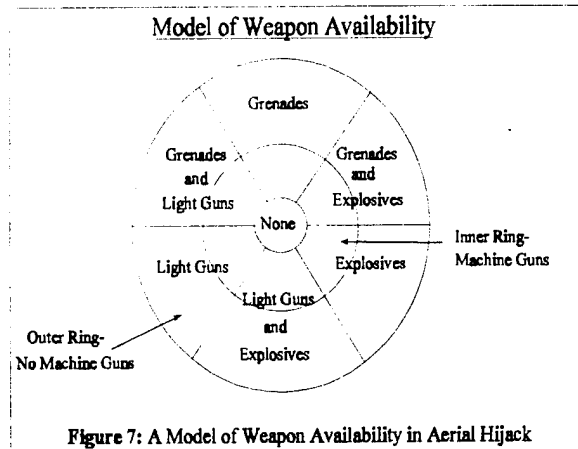 Model of Weapon Availability
Grenades
Grenades
and
Light Guns
Grenades
and
Explosives
None
Inner Ring-
Machine Guns
Light Guns
Explosives
Light Guns
and
Explosives
Outer Ring-
No Machine Guns
Figure 7: A Model of Weapon Availability in Aerial Hijack